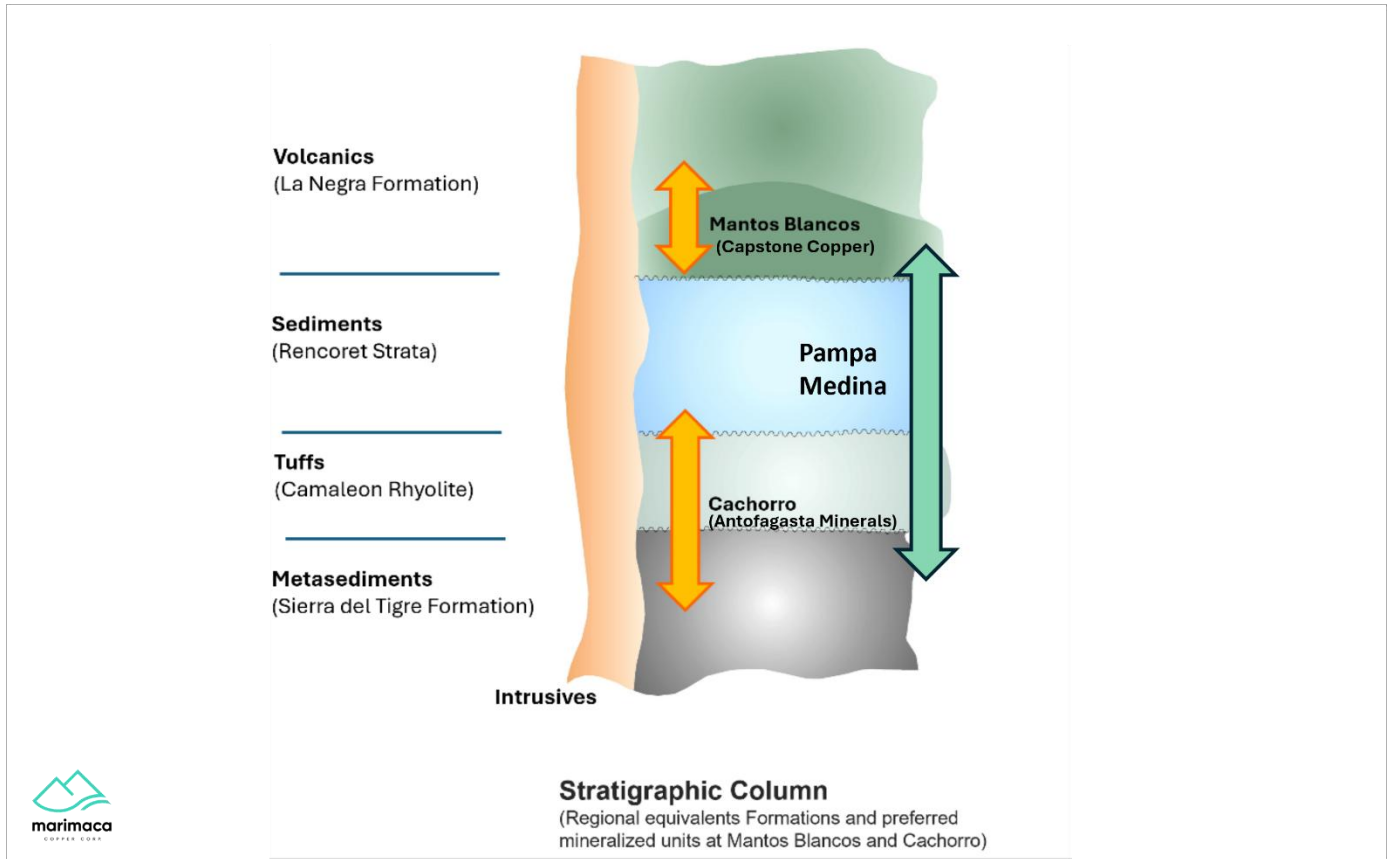 Volcanics
(La Negra Formation)
Mantos Blancos
(Capstone Copper)
Sediments
(Rencoret Strata)
Pampa
Medina
Tuffs
(Camaleon Rhyolite)
Cachorro
(Antofagasta Minerals)
Metasediments
(Sierra del Tigre Formation)
Intrusives
Stratigraphic Column
(Regional equivalents Formations and preferred
mineralized units at Mantos Blancos and Cachorro)
marimaca
COPPER CORP